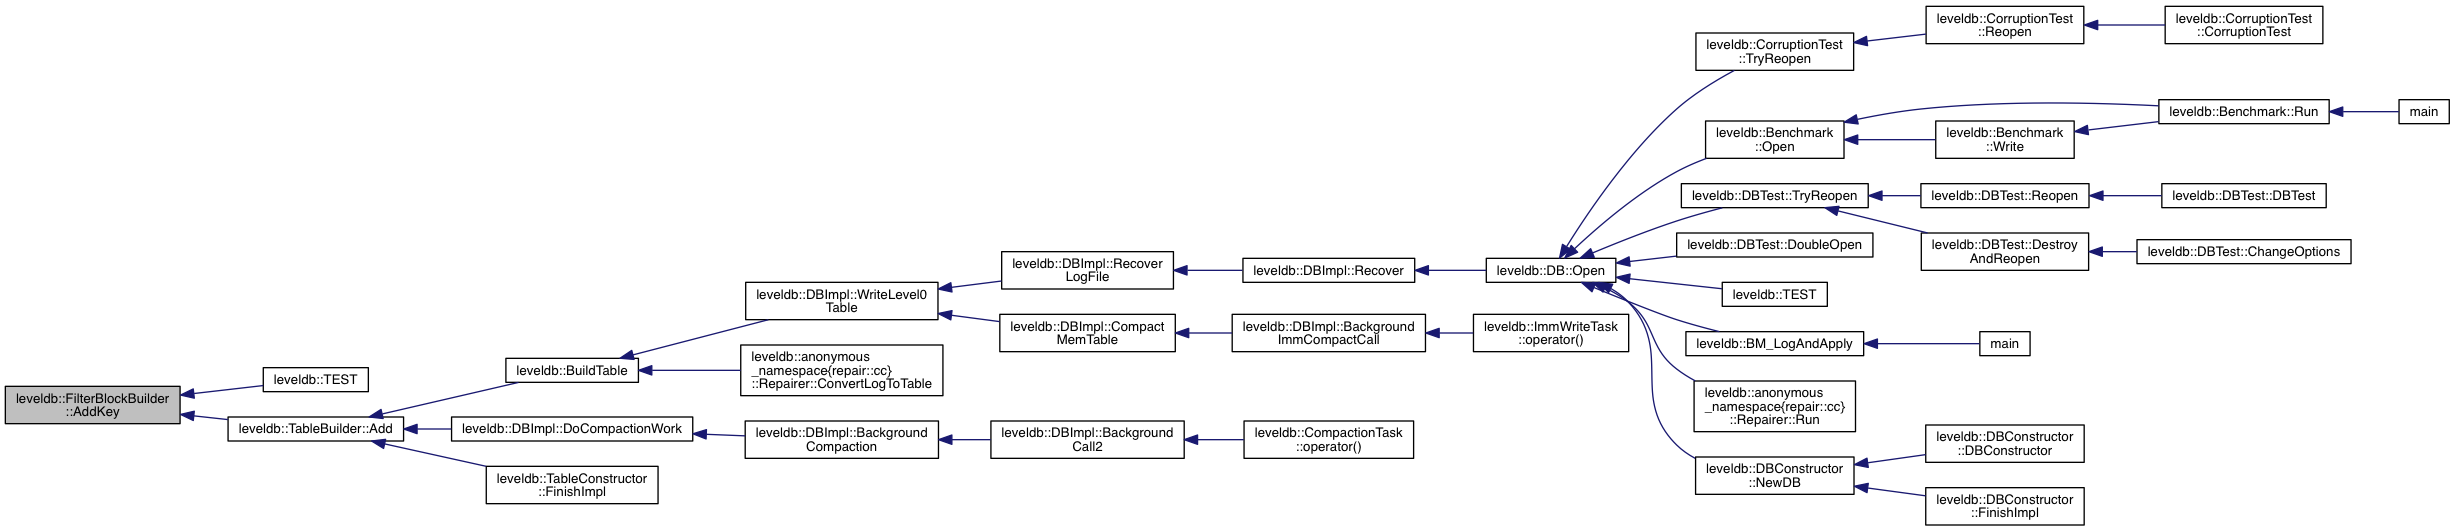 leveldb::FilterBlockBuilder
::AddKey
leveldb::TEST
leveldb::TableBuilder::Add
leveldb::BuildTable
leveldb::DBImpl::DoCompactionWork
leveldb::TableConstructor
::FinishImpl
leveldb::DBImpl::WriteLevel0
Table
leveldb::anonymous
_namespace{repair::cc}
::Repairer::ConvertLogToTable
leveldb::DBImpl::Background
Compaction
leveldb::DBImpl::Recover
LogFile
leveldb::DBImpl::Compact
MemTable
leveldb::DBImpl::Background
Call2
leveldb::DBImpl::Recover
leveldb::DBImpl::Background
ImmCompactCall
leveldb::CompactionTask
::operator()
leveldb::DB::Open
leveldb::ImmWriteTask
::operator()
leveldb::CorruptionTest
::TryReopen
leveldb::Benchmark
::Open
leveldb::DBTest::TryReopen
leveldb::DBTest::DoubleOpen
leveldb::TEST
leveldb::BM_LogAndApply
leveldb::anonymous
_namespace{repair::cc}
::Repairer::Run
leveldb::DBConstructor
::NewDB
leveldb::CorruptionTest
::Reopen
leveldb::Benchmark
::Write
leveldb::DBTest::Reopen
leveldb::DBTest::Destroy
AndReopen
main
leveldb::DBConstructor
::DBConstructor
leveldb::DBConstructor
::FinishImpl
leveldb::CorruptionTest
::CorruptionTest
leveldb::Benchmark::Run
leveldb::DBTest::DBTest
leveldb::DBTest::ChangeOptions
main